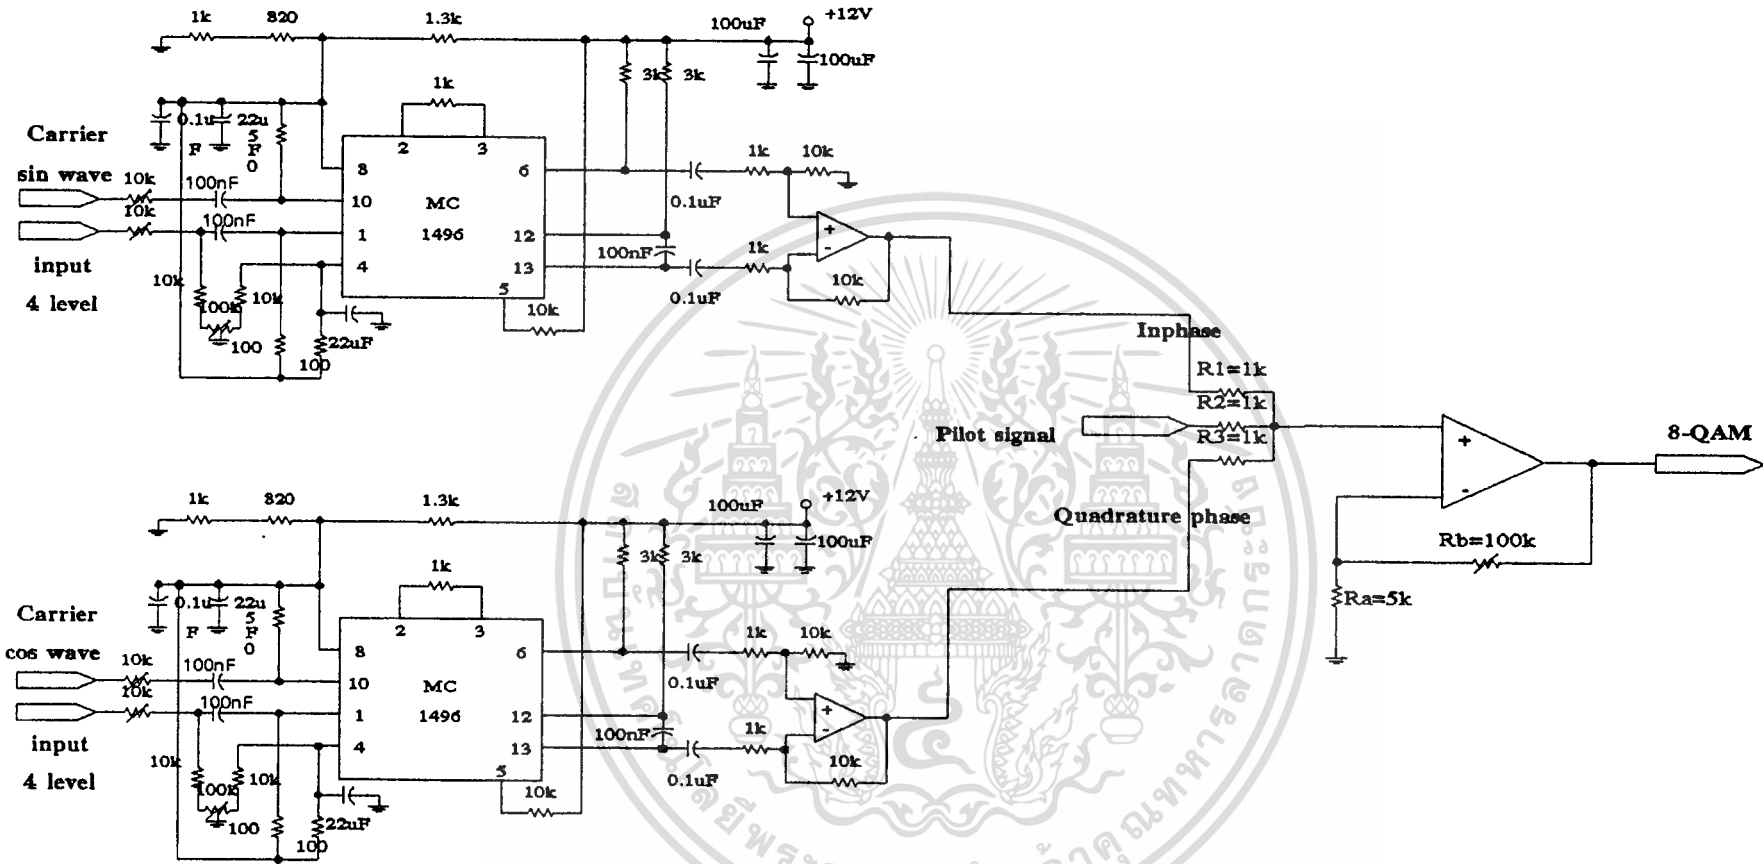 1k 820 1.3k 100uF +12V
100uF
3k 3k
1k
0.1u 22u
F 5
F
0
Carrier
sin wave
10k 100nF
10k 100nF
input
4 level
10k 10k
100k
100 100
22uF
2 3
8 6
10 MC
1 1496 12
4 13
5
10k
100nF
0.1uF
0.1uF
1k 10k
+
-
1k
10k
Inphase
R1=1k
R2=1k
R3=1k
Pilot signal
Quadrature phase
+
-
8-QAM
Rb=100k
Ra=5k
1k 820 1.3k 100uF +12V
100uF
3k 3k
1k
0.1u 22u
F 5
F
0
Carrier
cos wave
10k 100nF
10k 100nF
input
4 level
10k 10k
100k
100 100
22uF
2 3
8 6
10 MC
1 1496 12
4 13
5
10k
100nF
0.1uF
0.1uF
1k 10k
+
-
1k
10k